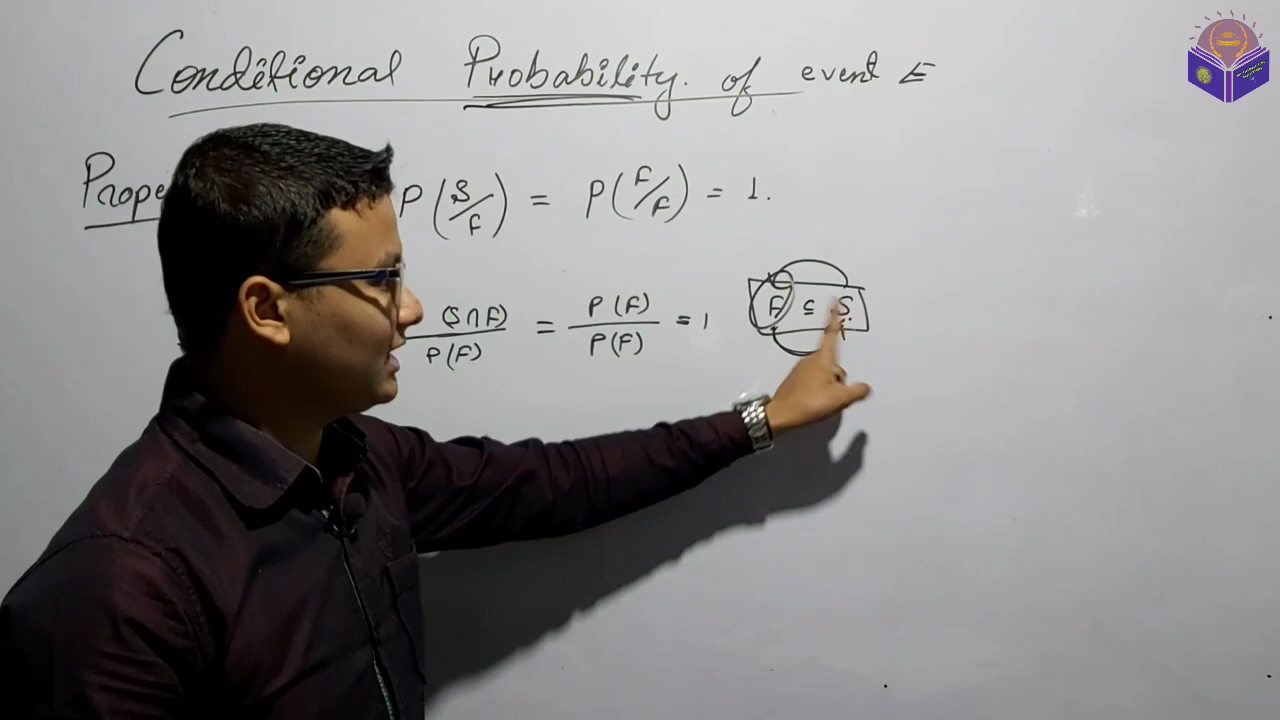 Conditional Probability. of event E
Prope P(S/F) = P(F/F) = 1.
(S∩F)/P(F) = P(F)/P(F) = 1 F ⊆ S.